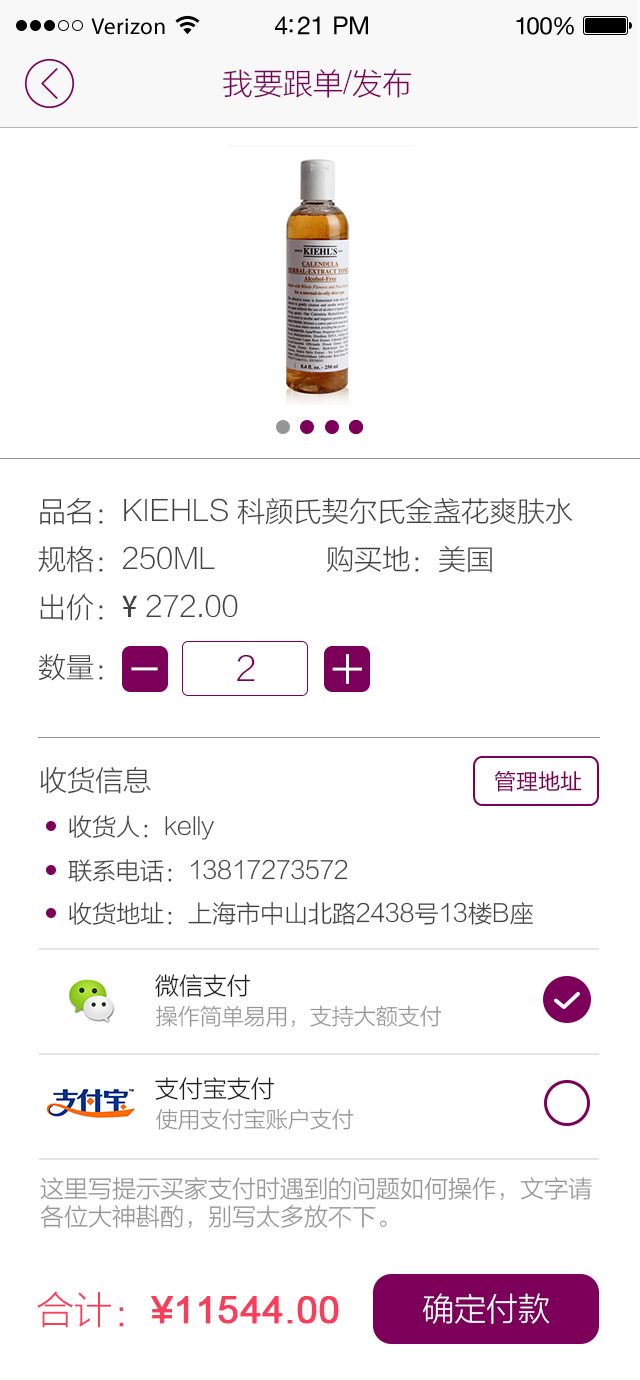 Verizon 4:21 PM 100%
我要跟单/发布
KIEHL'S
CALENDULA
HERBAL-EXTRACT TONER
Alcohol-Free
8.4 fl. oz. - 250 ml
品名：KIEHLS 科颜氏契尔氏金盏花爽肤水
规格：250ML 购买地：美国
出价：¥ 272.00
数量： 2
收货信息 管理地址
收货人：kelly
联系电话：13817273572
收货地址：上海市中山北路2438号13楼B座
微信支付
操作简单易用，支持大额支付
支付宝™ 支付宝支付
使用支付宝账户支付
这里写提示买家支付时遇到的问题如何操作，文字请
各位大神斟酌，别写太多放不下。
合计：¥11544.00 确定付款